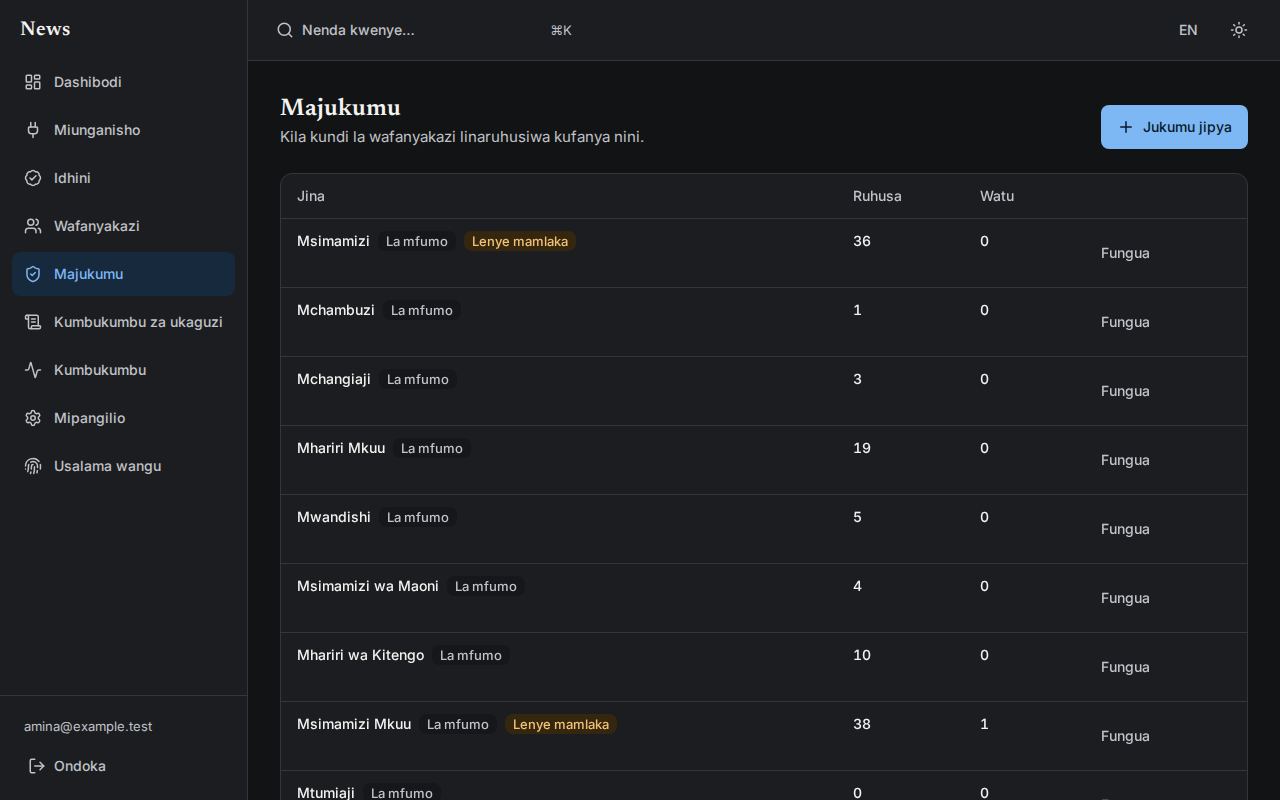 News
Dashibodi
Miunganisho
Idhini
Wafanyakazi
Majukumu
Kumbukumbu za ukaguzi
Kumbukumbu
Mipangilio
Usalama wangu
amina@example.test
Ondoka
Nenda kwenye... ⌘K
EN
Majukumu
Kila kundi la wafanyakazi linaruhusiwa kufanya nini.
Jukumu jipya
Jina Ruhusa Watu
Msimamizi La mfumo Lenye mamlaka 36 0 Fungua
Mchambuzi La mfumo 1 0 Fungua
Mchangiaji La mfumo 3 0 Fungua
Mhariri Mkuu La mfumo 19 0 Fungua
Mwandishi La mfumo 5 0 Fungua
Msimamizi wa Maoni La mfumo 4 0 Fungua
Mhariri wa Kitengo La mfumo 10 0 Fungua
Msimamizi Mkuu La mfumo Lenye mamlaka 38 1 Fungua
Mtumiaji La mfumo 0 0